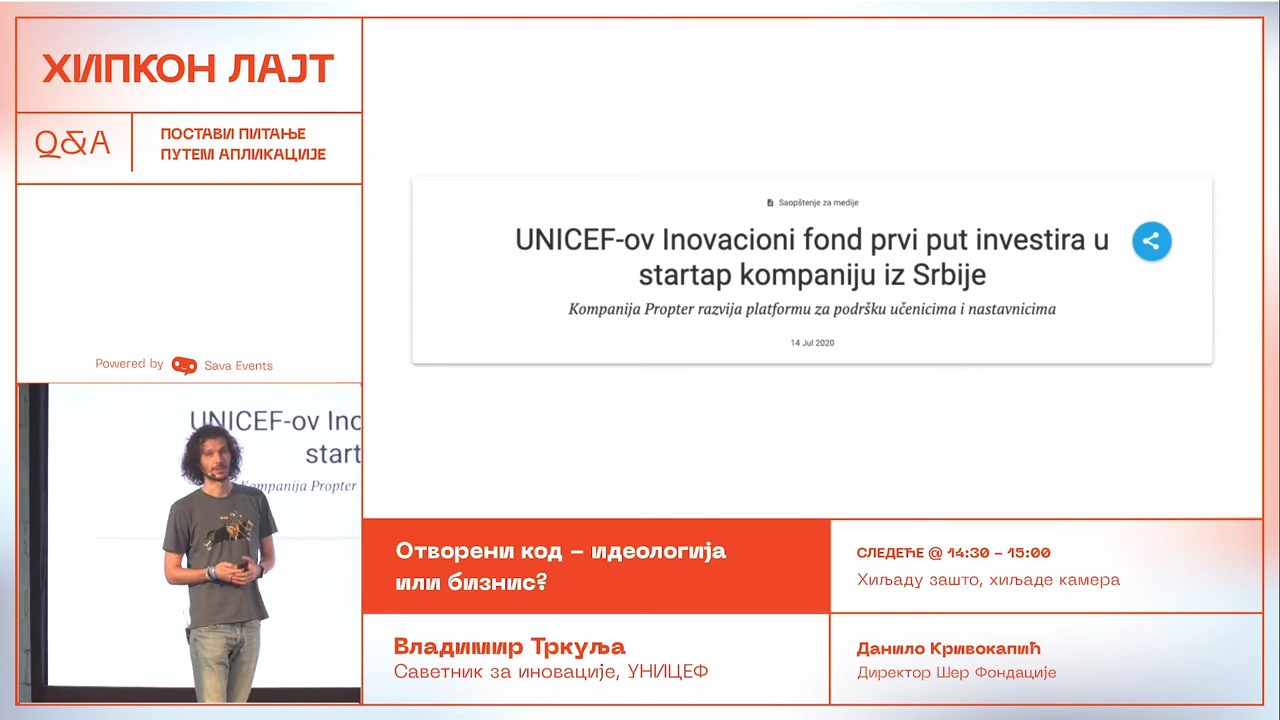 ХИПКОН ЛАЈТ
Q&A
ПОСТАВИ ПИТАЊЕ
ПУТЕМ АПЛИКАЦИЈЕ
Powered by Sava Events
Saopštenje za medije
UNICEF-ov Inovacioni fond prvi put investira u
startap kompaniju iz Srbije
Kompanija Propter razvija platformu za podršku učenicima i nastavnicima
14 Jul 2020
UNICEF-ov Ino
start
Kompanija Propter
Отворени код – идеологија
или бизнис?
Владимир Тркуља
Саветник за иновације, УНИЦЕФ
СЛЕДЕЋЕ @ 14:30 – 15:00
Хиљаду зашто, хиљаде камера
Данило Кривокапић
Директор Шер Фондације